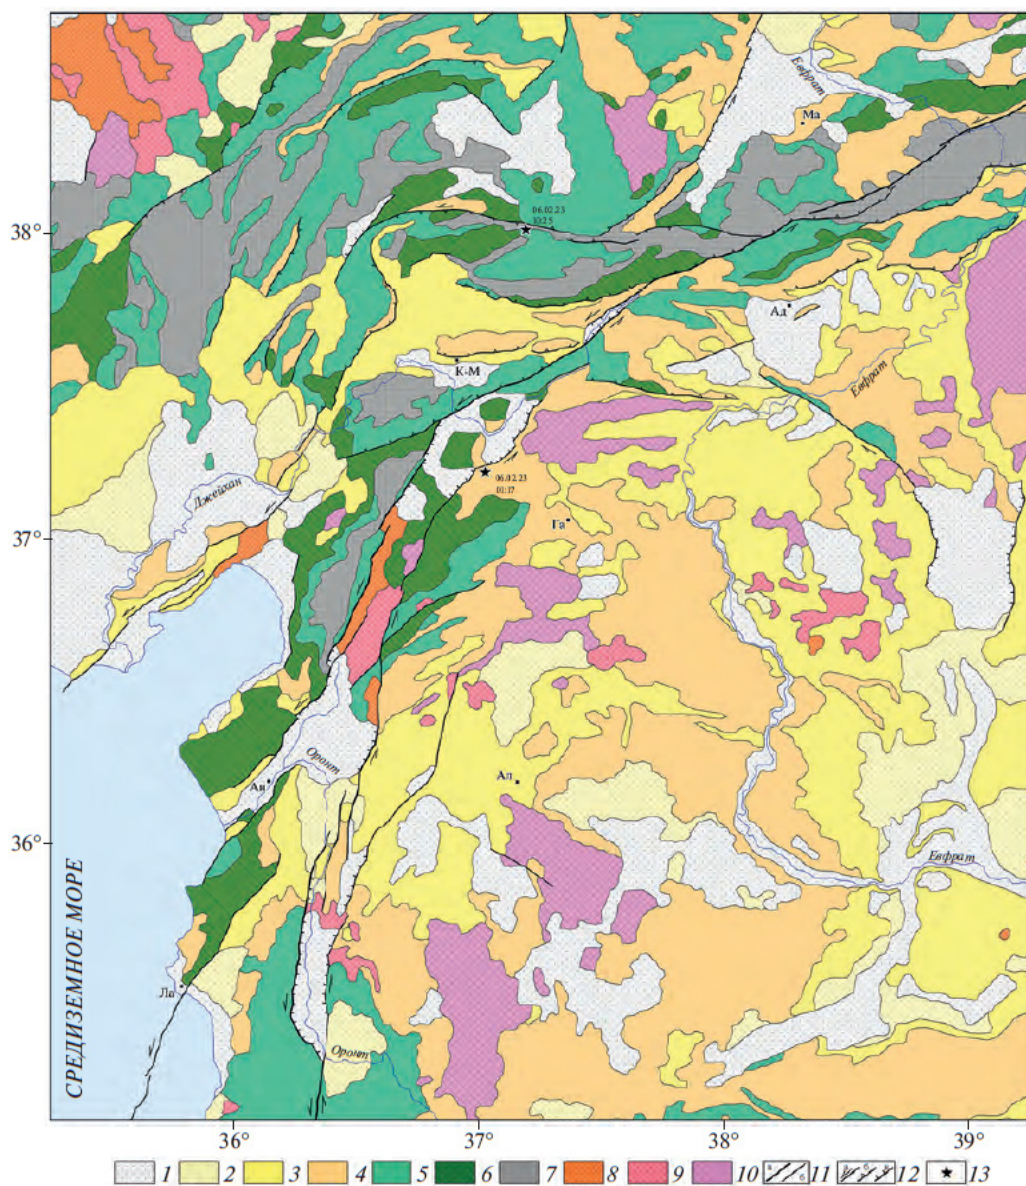 Евфрат
Ма
06.02.23
10:25
38°
Ад
К-М
Евфрат
06.02.23
01:17
Джейхан
Га
37°
Оронт
Ан
Ал
36°
Евфрат
СРЕДИЗЕМНОЕ МОРЕ
Ла
Оронт
36° 37° 38° 39°
1 2 3 4 5 6 7 8 9 10 11 12 13